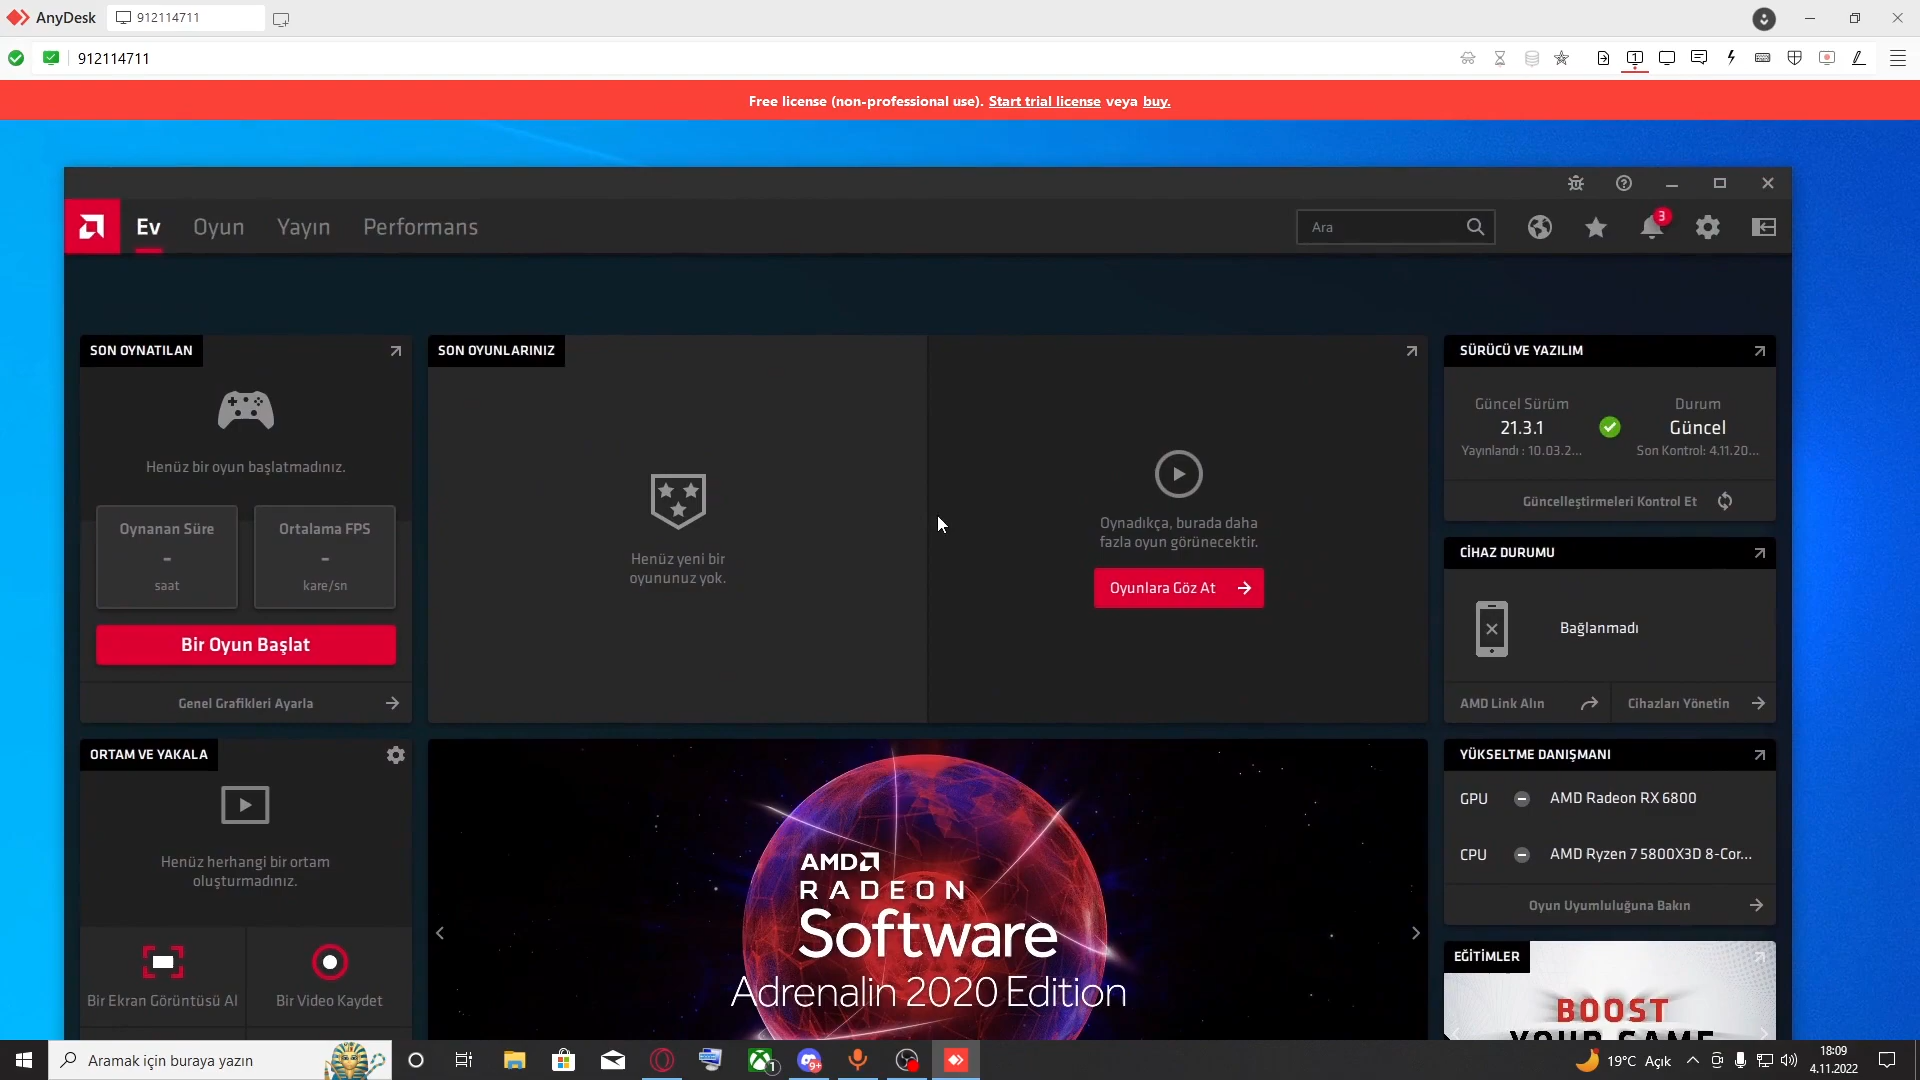 AnyDesk
912114711
912114711
1
Free license (non-professional use). Start trial license veya buy.
Ev
Oyun
Yayın
Performans
Ara
3
SON OYNATILAN
Henüz bir oyun başlatmadınız.
Oynanan Süre
-
saat
Ortalama FPS
-
kare/sn
Bir Oyun Başlat
Genel Grafikleri Ayarla
SON OYUNLARINIZ
Henüz yeni bir
oyununuz yok.
Oynadıkça, burada daha
fazla oyun görünecektir.
Oyunlara Göz At
SÜRÜCÜ VE YAZILIM
Güncel Sürüm
21.3.1
Yayınlandı : 10.03.2...
Durum
Güncel
Son Kontrol: 4.11.20...
Güncelleştirmeleri Kontrol Et
CİHAZ DURUMU
Bağlanmadı
AMD Link Alın
Cihazları Yönetin
ORTAM VE YAKALA
Henüz herhangi bir ortam
oluşturmadınız.
Bir Ekran Görüntüsü Al
Bir Video Kaydet
AMD
RADEON
Software
Adrenalin 2020 Edition
YÜKSELTME DANIŞMANI
GPU
AMD Radeon RX 6800
CPU
AMD Ryzen 7 5800X3D 8-Cor...
Oyun Uyumluluğuna Bakın
EĞİTİMLER
BOOST
YOUR GAME
Aramak için buraya yazın
1
9+
19°C Açık
18:09
4.11.2022